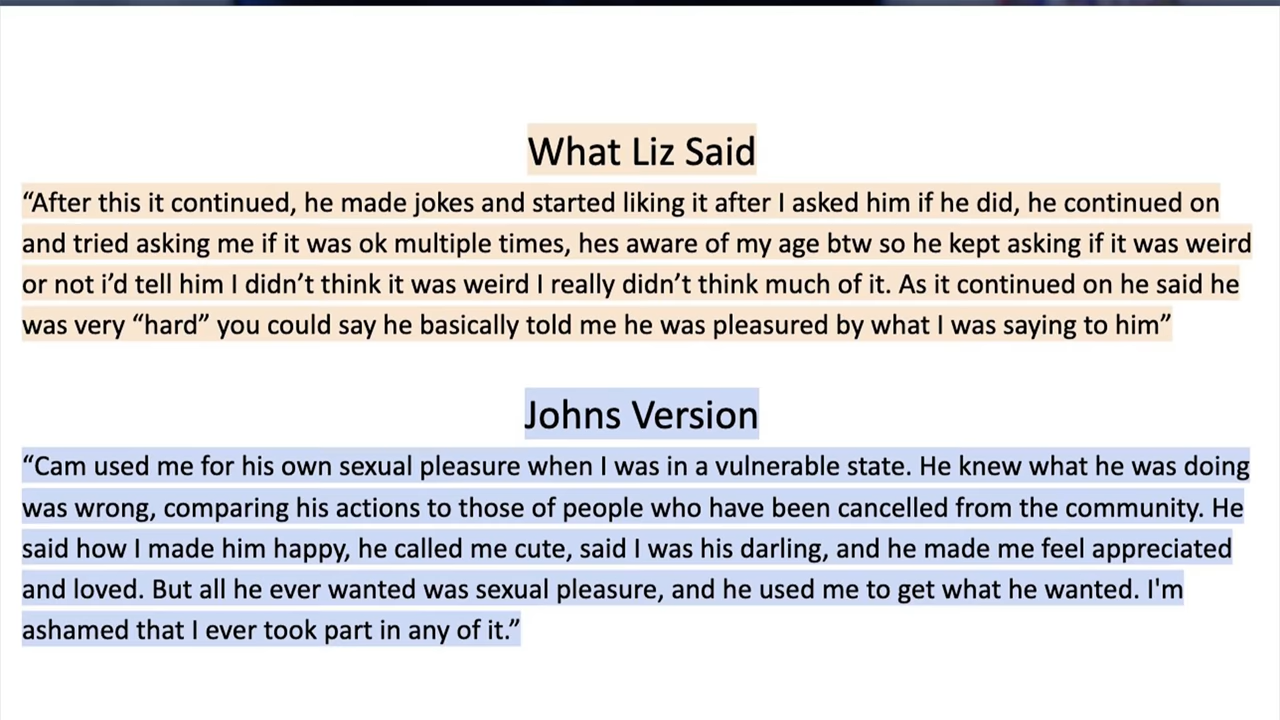 What Liz Said
“After this it continued, he made jokes and started liking it after I asked him if he did, he continued on
and tried asking me if it was ok multiple times, hes aware of my age btw so he kept asking if it was weird
or not i’d tell him I didn’t think it was weird I really didn’t think much of it. As it continued on he said he
was very “hard” you could say he basically told me he was pleasured by what I was saying to him”
Johns Version
“Cam used me for his own sexual pleasure when I was in a vulnerable state. He knew what he was doing
was wrong, comparing his actions to those of people who have been cancelled from the community. He
said how I made him happy, he called me cute, said I was his darling, and he made me feel appreciated
and loved. But all he ever wanted was sexual pleasure, and he used me to get what he wanted. I'm
ashamed that I ever took part in any of it.”